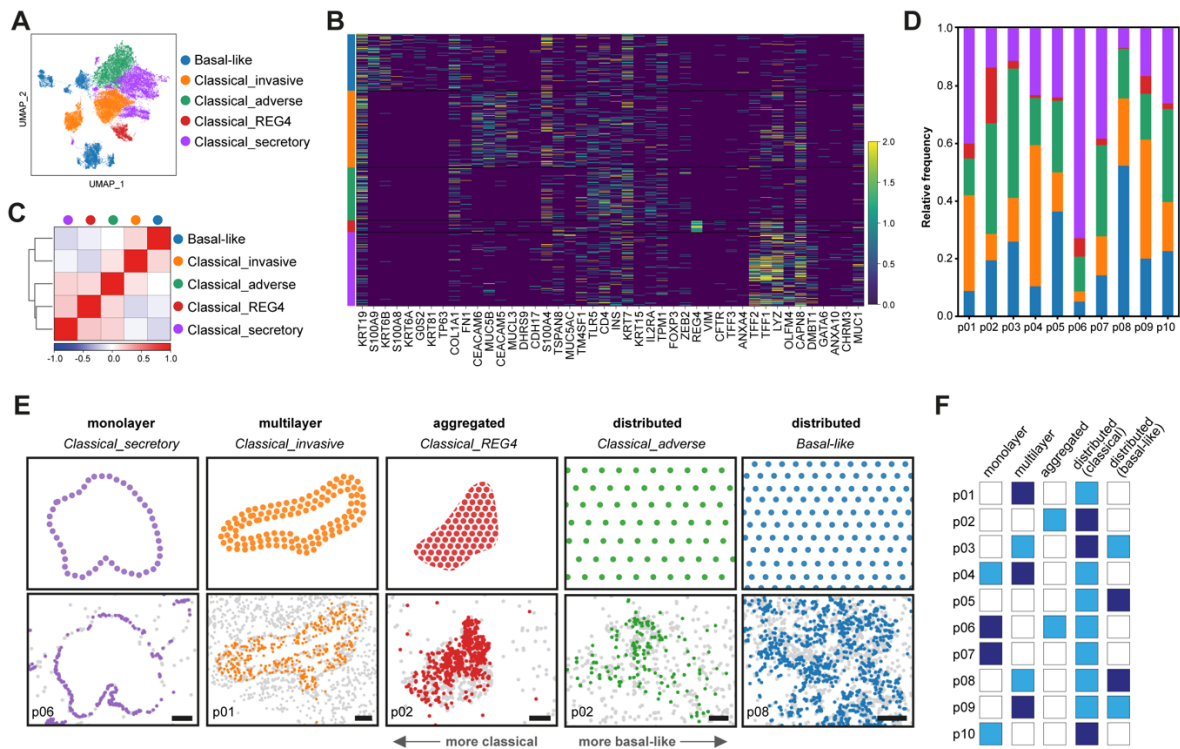 A
UMAP_2
UMAP_1
Basal-like
Classical_invasive
Classical_adverse
Classical_REG4
Classical_secretory
B
2.0
1.5
1.0
0.5
0.0
KRT19
S100A9
KRT6B
S100A8
KRT6A
GPX2
KRT81
TP63
COL1A1
FN1
CEACAM6
MUC5B
CEACAM5
MUCL3
DHRS9
CDH17
S100A4
TSPAN8
MUC5AC
TM4SF1
TLR5
CD4
INS
KRT7
KRT15
IL2RA
TPM1
FOXP3
ZEB2
REG4
VIM
CFTR
TFF3
ANXA4
TFF2
TFF1
LYZ
OLFM4
CAPN8
DMBT1
GATA6
ANXA10
CHRM3
MUC1
C
Basal-like
Classical_invasive
Classical_adverse
Classical_REG4
Classical_secretory
-1.0 -0.5 0.0 0.5 1.0
D
Relative frequency
1.0
0.8
0.6
0.4
0.2
0.0
p01 p02 p03 p04 p05 p06 p07 p08 p09 p10
E
monolayer multilayer aggregated distributed distributed
Classical_secretory Classical_invasive Classical_REG4 Classical_adverse Basal-like
p06 p01 p02 p02 p08
more classical more basal-like
F
monolayer
multilayer
aggregated
distributed
(classical)
distributed
(basal-like)
p01
p02
p03
p04
p05
p06
p07
p08
p09
p10